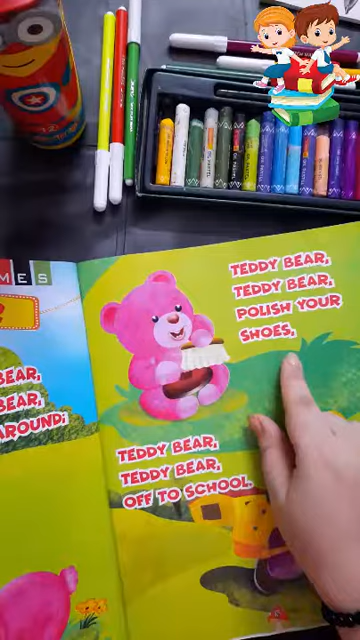 MES
BEAR,
BEAR,
AROUND;
TEDDY BEAR,
TEDDY BEAR,
POLISH YOUR
SHOES,
TEDDY BEAR,
TEDDY BEAR,
OFF TO SCHOOL.